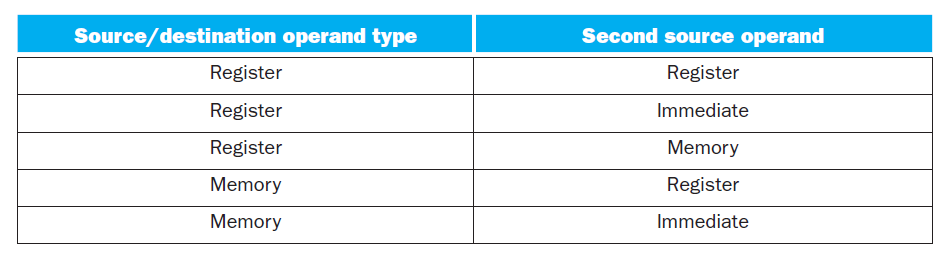 Source/destination operand type Second source operand
Register Register
Register Immediate
Register Memory
Memory Register
Memory Immediate